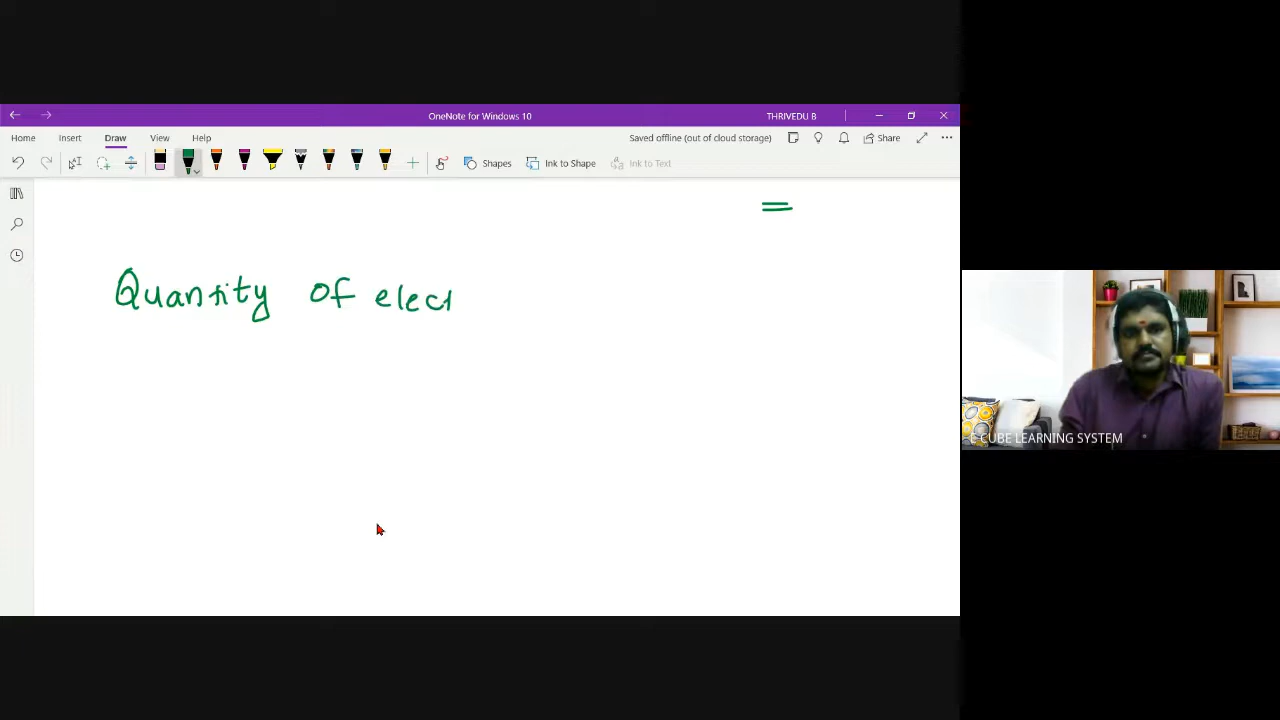 OneNote for Windows 10
THRIVEDU B
Home Insert Draw View Help
Saved offline (out of cloud storage)
Share
Shapes
Ink to Shape
Ink to Text
=
Quantity of elect
E CUBE LEARNING SYSTEM